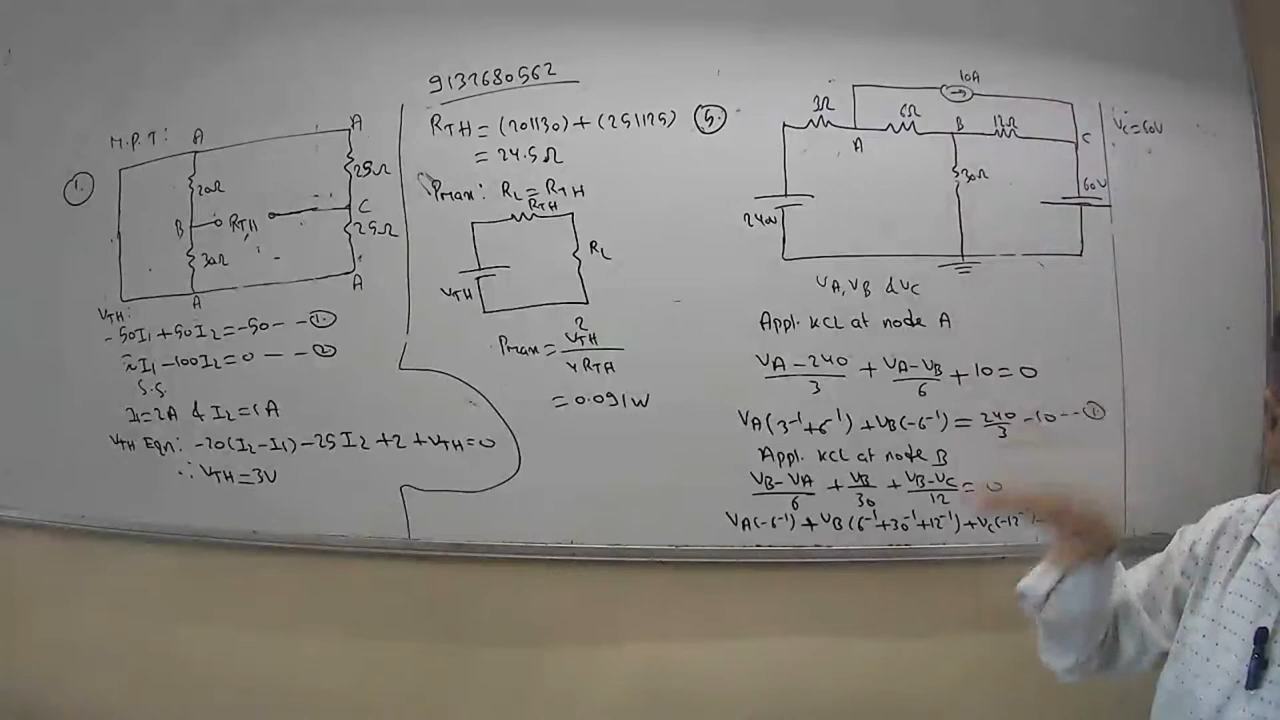 9137680562
M.P.T:
1.
A
A
20Ω
25Ω
B
RTH
C
30Ω
25Ω
A
A
VTH:
-50I1+50I2=-50--1.
I1-100I2=0--2
S.S.
I1=2A & I2=1A
VTH Eqn: -20(I2-I1)-25I2+2+VTH=0
∴VTH=3V
RTH=(20||30)+(25||25)
=24.5Ω
Pmax: RL=RTH
RTH
RL
VTH
Pmax=VTH²/4RTH
=0.091W
5.
10A
3Ω
6Ω
B
12Ω
A
C
30Ω
240V
60V
VC=60V
VA,VB &VC
Appl. KCL at node A
VA-240/3+VA-VB/6+10=0
VA(3⁻¹+6⁻¹)+VB(-6⁻¹)=240/3-10--1.
Appl. KCL at node B
VB-VA/6+VB/30+VB-VC/12=0
VA(-6⁻¹)+VB(6⁻¹+30⁻¹+12⁻¹)+VC(-12⁻¹)